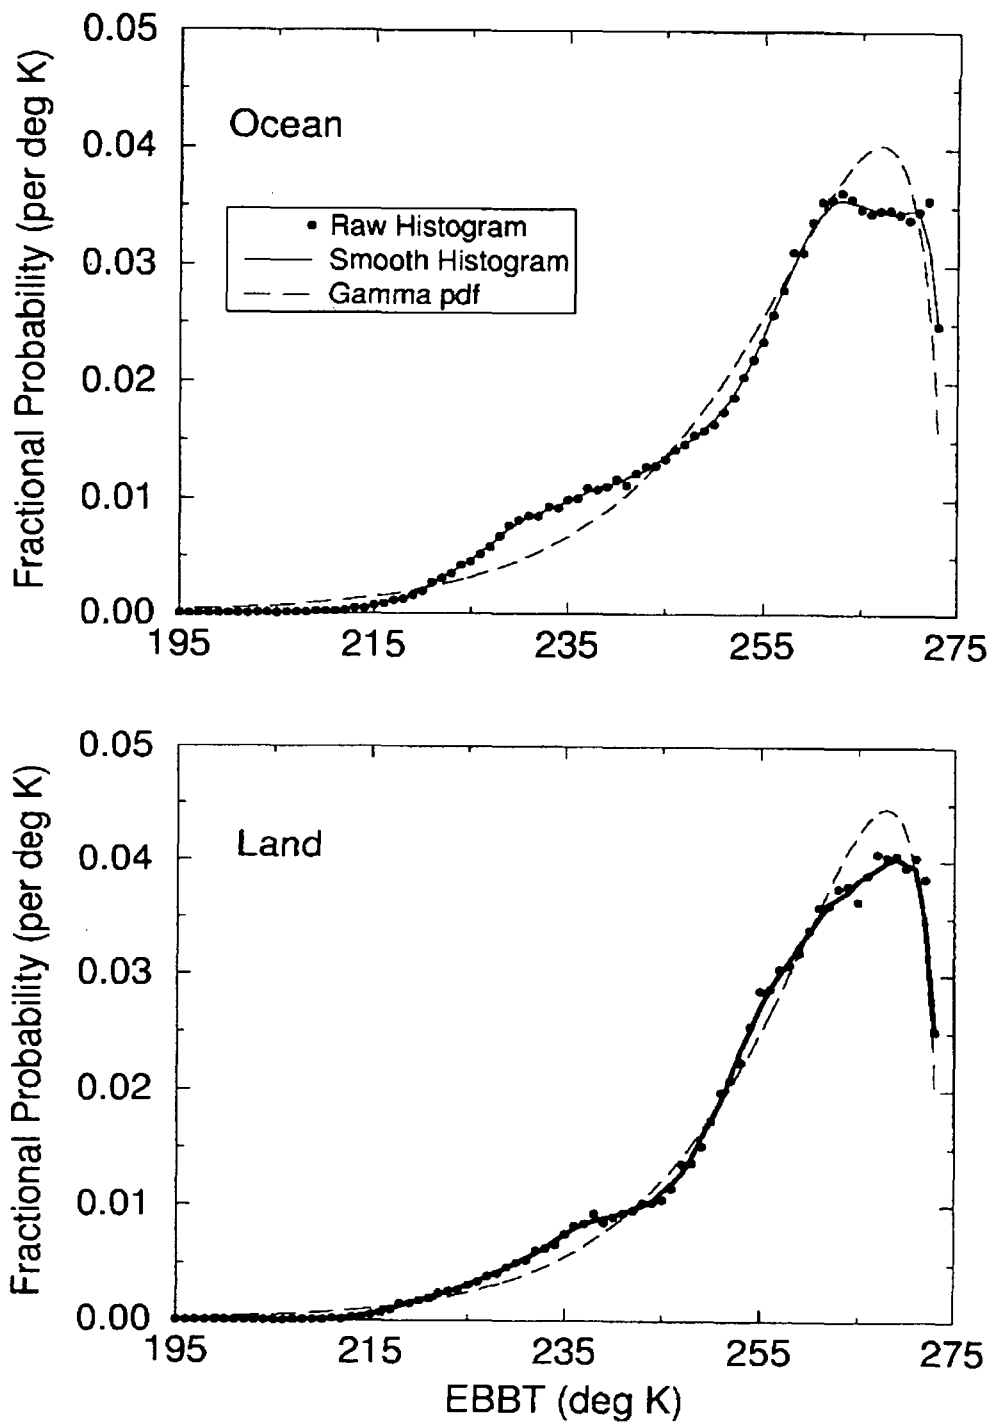 Fractional Probability (per deg K)
0.05
0.04
0.03
0.02
0.01
0.00
Ocean
Raw Histogram
Smooth Histogram
Gamma pdf
195 215 235 255 275
Fractional Probability (per deg K)
0.05
0.04
0.03
0.02
0.01
0.00
Land
195 215 235 255 275
EBBT (deg K)